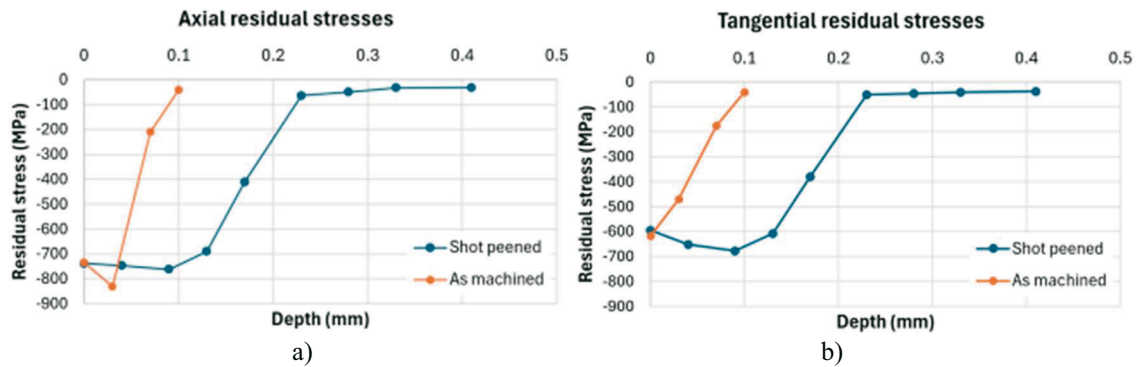 Axial residual stresses
0 0.1 0.2 0.3 0.4 0.5
0
-100
-200
-300
-400
-500
-600
-700
-800
-900
Residual stress (MPa)
Shot peened
As machined
Depth (mm)
a)
Tangential residual stresses
0 0.1 0.2 0.3 0.4 0.5
0
-100
-200
-300
-400
-500
-600
-700
-800
-900
Residual stress (MPa)
Shot peened
As machined
Depth (mm)
b)